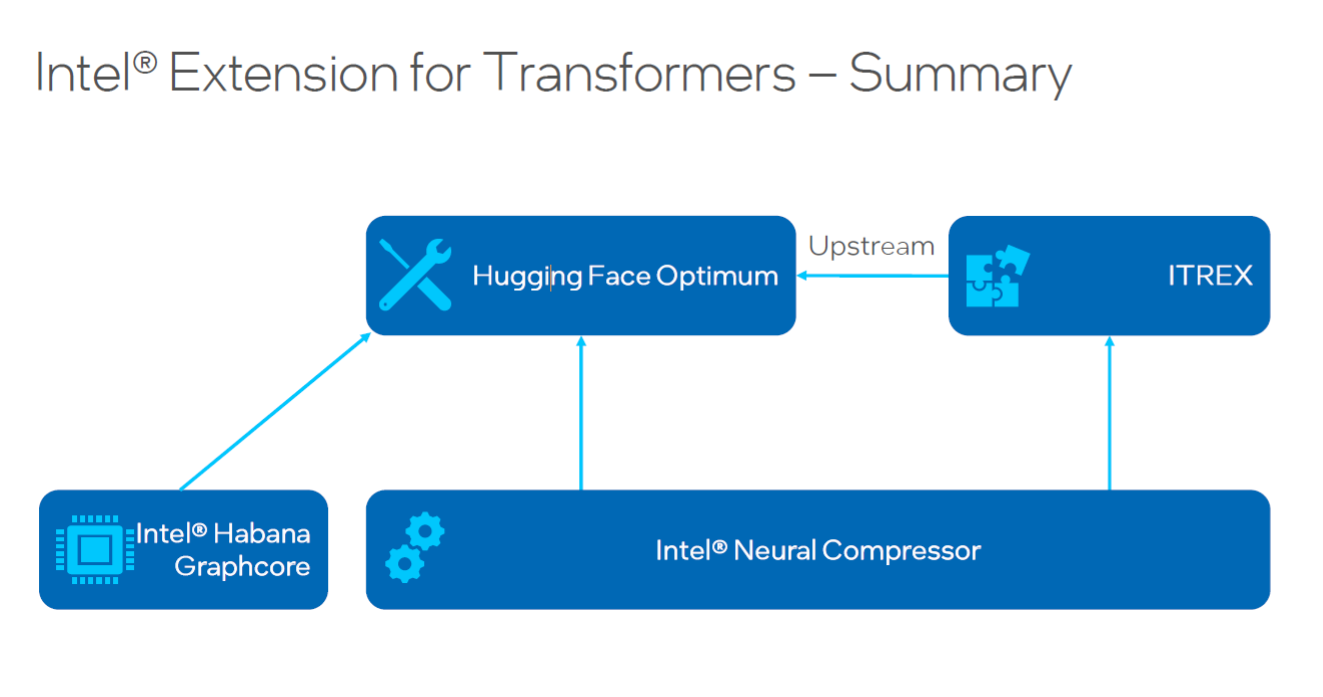 Intel® Extension for Transformers – Summary
Hugging Face Optimum
Upstream
ITREX
Intel® Habana
Graphcore
Intel® Neural Compressor